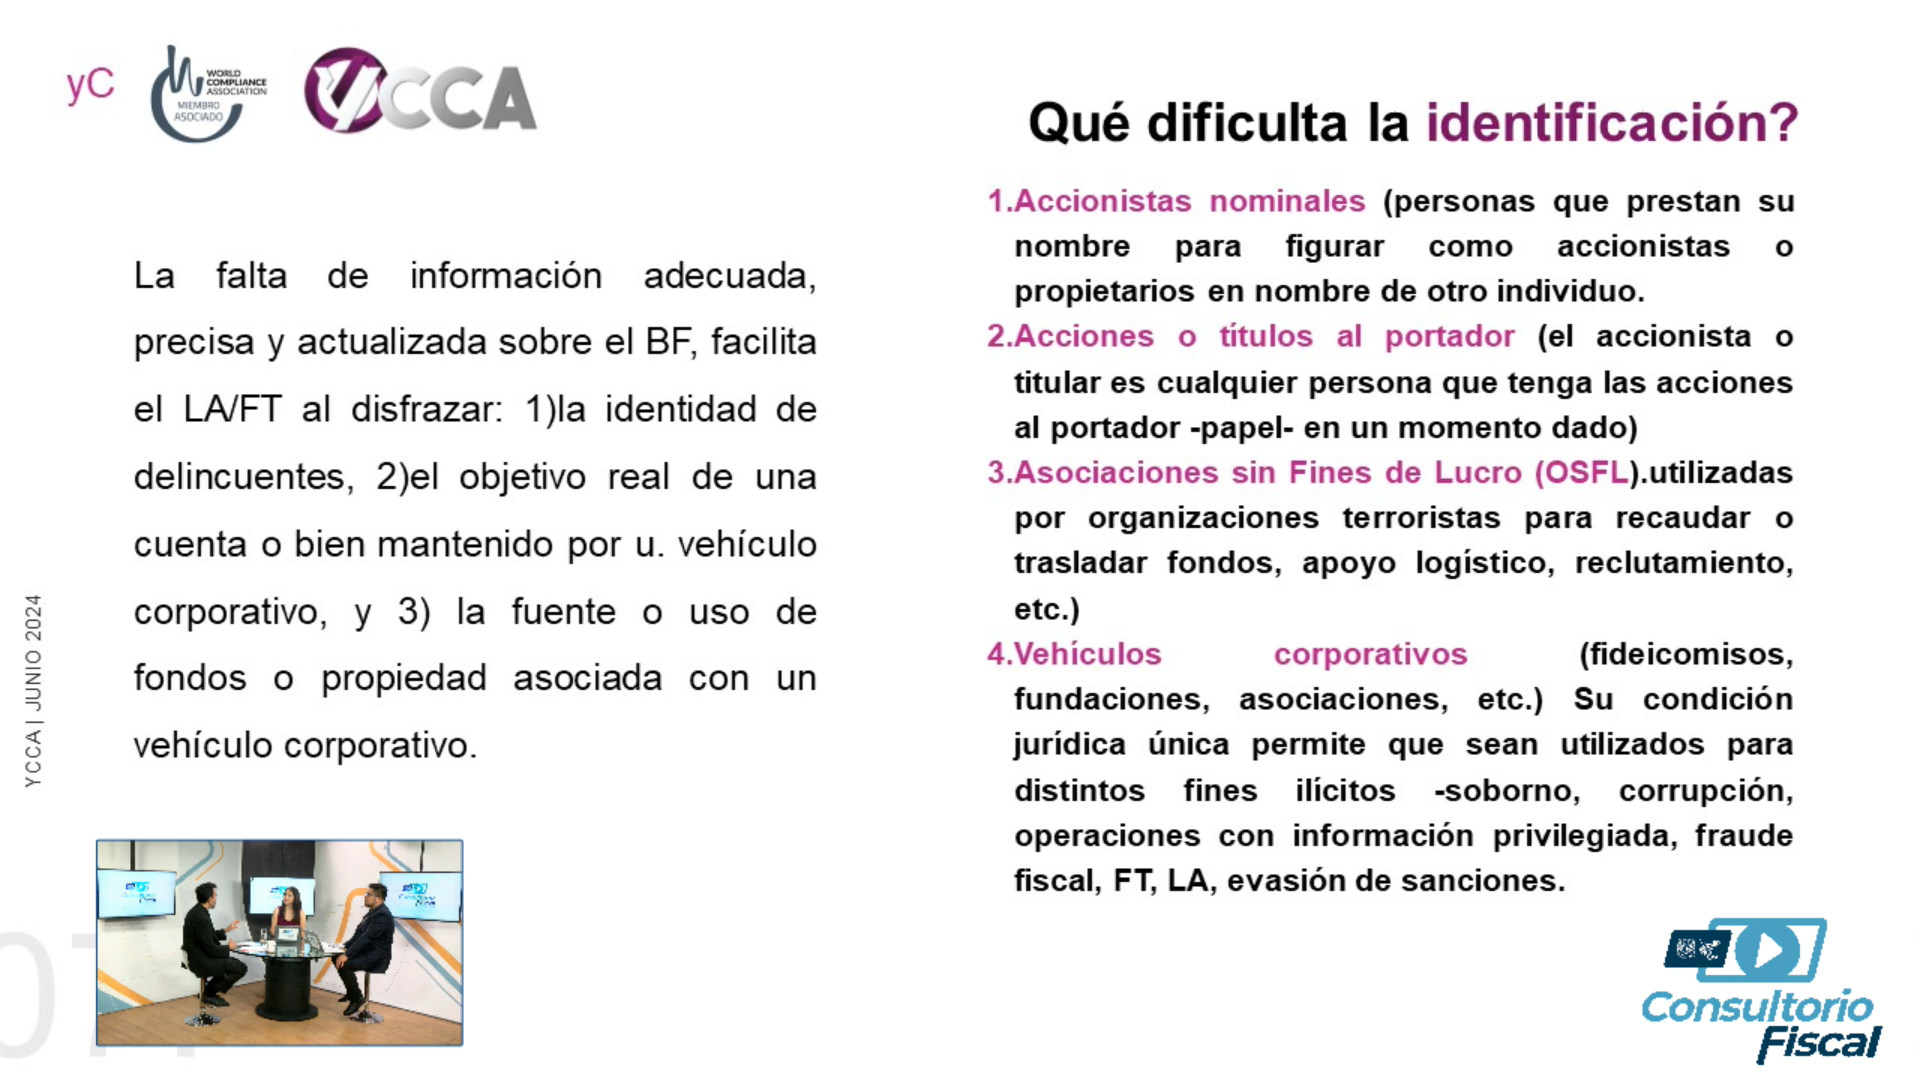 yC
WORLD
COMPLIANCE
ASSOCIATION
MIEMBRO
ASOCIADO
YCCA
Qué dificulta la identificación?
La falta de información adecuada,
precisa y actualizada sobre el BF, facilita
el LA/FT al disfrazar: 1)la identidad de
delincuentes, 2)el objetivo real de una
cuenta o bien mantenido por u. vehículo
corporativo, y 3) la fuente o uso de
fondos o propiedad asociada con un
vehículo corporativo.
1.Accionistas nominales (personas que prestan su
nombre para figurar como accionistas o
propietarios en nombre de otro individuo.
2.Acciones o títulos al portador (el accionista o
titular es cualquier persona que tenga las acciones
al portador -papel- en un momento dado)
3.Asociaciones sin Fines de Lucro (OSFL).utilizadas
por organizaciones terroristas para recaudar o
trasladar fondos, apoyo logístico, reclutamiento,
etc.)
4.Vehículos corporativos (fideicomisos,
fundaciones, asociaciones, etc.) Su condición
jurídica única permite que sean utilizados para
distintos fines ilícitos -soborno, corrupción,
operaciones con información privilegiada, fraude
fiscal, FT, LA, evasión de sanciones.
YCCA | JUNIO 2024
Consultorio
Fiscal